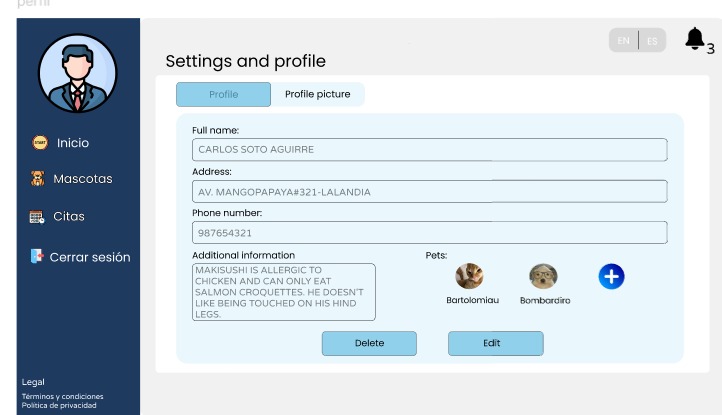 perfil
EN ES
3
Settings and profile
Profile Profile picture
Full name:
CARLOS SOTO AGUIRRE
Address:
AV. MANGOPAPAYA#321-LALANDIA
Phone number:
987654321
Additional information
MAKISUSHI IS ALLERGIC TO
CHICKEN AND CAN ONLY EAT
SALMON CROQUETTES. HE DOESN'T
LIKE BEING TOUCHED ON HIS HIND
LEGS.
Pets:
Bartolomiau Bombardiro
Delete Edit
START Inicio
Mascotas
Citas
Cerrar sesión
Legal
Términos y condiciones
Política de privacidad